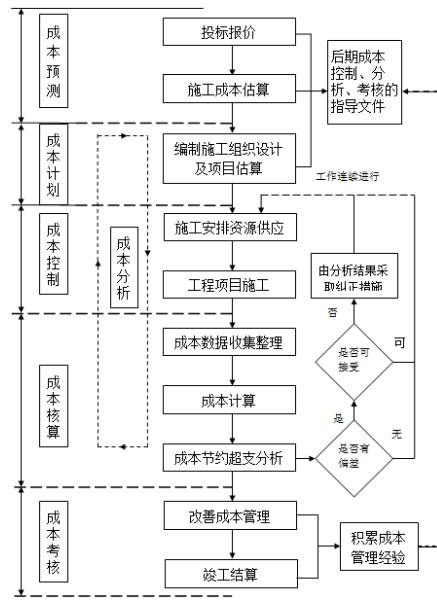 成本预测
投标报价
施工成本估算
后期成本
控制、分
析、考核的
指导文件
成本计划
编制施工组织设计
及项目估算
工作连续进行
成本控制
施工安排资源供应
成本分析
工程项目施工
由分析结果采
取纠正措施
否
可
是否可
接受
成本核算
成本数据收集整理
成本计算
是
无
是否有
偏差
成本节约超支分析
成本考核
改善成本管理
竣工结算
积累成本
管理经验